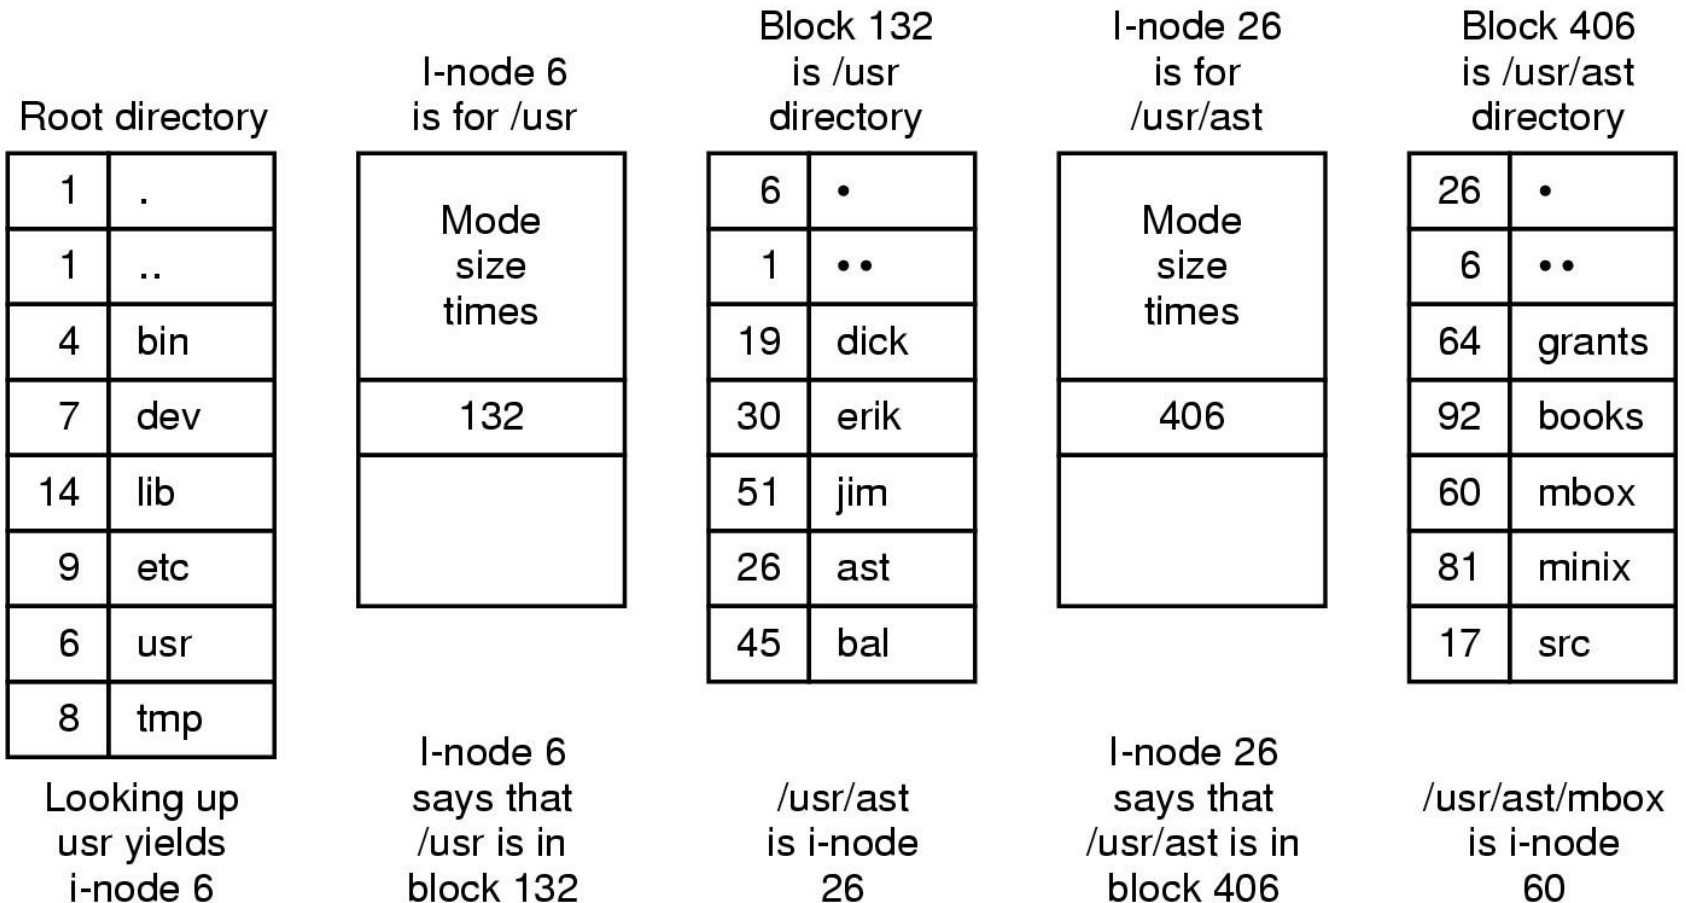 Root directory
1 .
1 ..
4 bin
7 dev
14 lib
9 etc
6 usr
8 tmp
Looking up
usr yields
i-node 6
I-node 6
is for /usr
Mode
size
times
132
I-node 6
says that
/usr is in
block 132
Block 132
is /usr
directory
6 •
1 ••
19 dick
30 erik
51 jim
26 ast
45 bal
/usr/ast
is i-node
26
I-node 26
is for
/usr/ast
Mode
size
times
406
I-node 26
says that
/usr/ast is in
block 406
Block 406
is /usr/ast
directory
26 •
6 ••
64 grants
92 books
60 mbox
81 minix
17 src
/usr/ast/mbox
is i-node
60